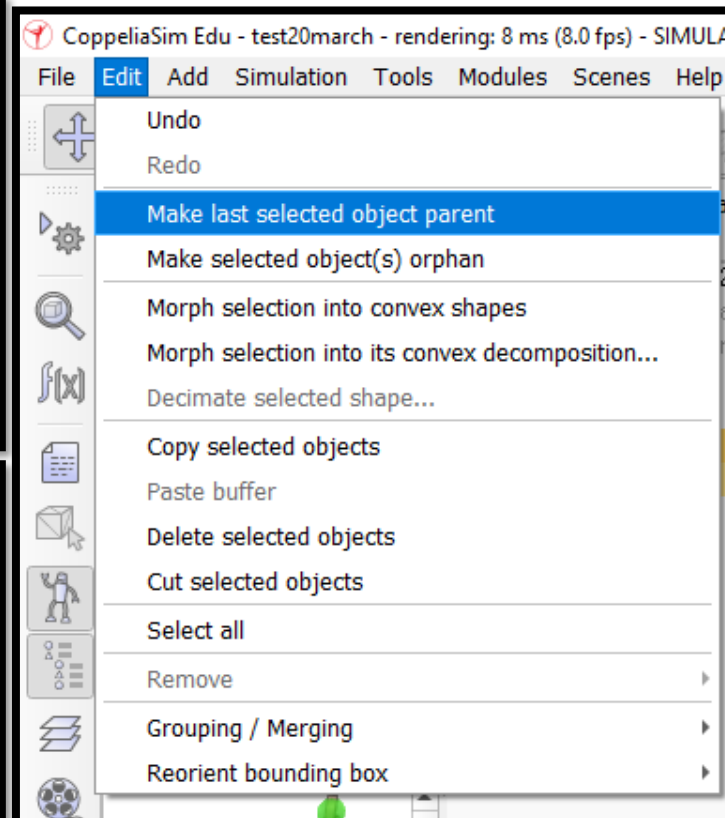 CoppeliaSim Edu - test20march - rendering: 8 ms (8.0 fps) - SIMULA
File Edit Add Simulation Tools Modules Scenes Help
Undo
Redo
Make last selected object parent
Make selected object(s) orphan
Morph selection into convex shapes
Morph selection into its convex decomposition...
Decimate selected shape...
Copy selected objects
Paste buffer
Delete selected objects
Cut selected objects
Select all
Remove
Grouping / Merging
Reorient bounding box
f(x)